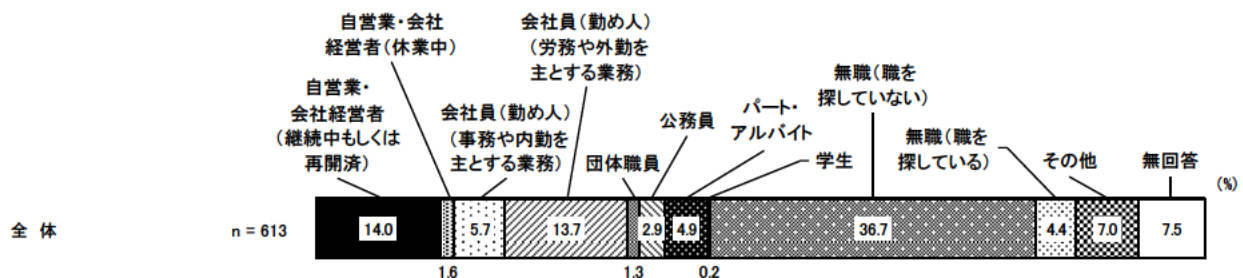 自営業・会社
経営者(休業中)
会社員(勤め人)
(労務や外勤を
主とする業務)
無職(職を
探していない)
自営業・
会社経営者
(継続中もしくは
再開済)
会社員(勤め人)
(事務や内勤を
主とする業務)
公務員
パート・
アルバイト
無職(職を
探している)
団体職員
学生
その他
無回答
(%)
全 体
n = 613
14.0
5.7
13.7
2.9
4.9
36.7
4.4
7.0
7.5
1.6
1.3
0.2